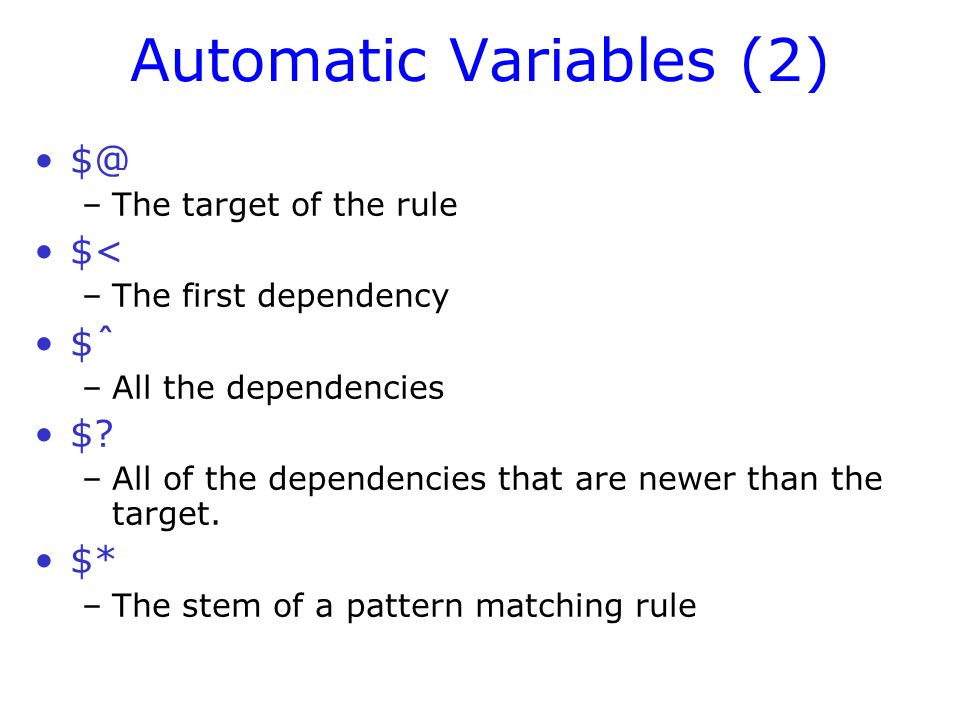 Automatic Variables (2)
• $@
– The target of the rule
• $<
– The first dependency
• $ˆ
– All the dependencies
• $?
– All of the dependencies that are newer than the
target.
• $*
– The stem of a pattern matching rule